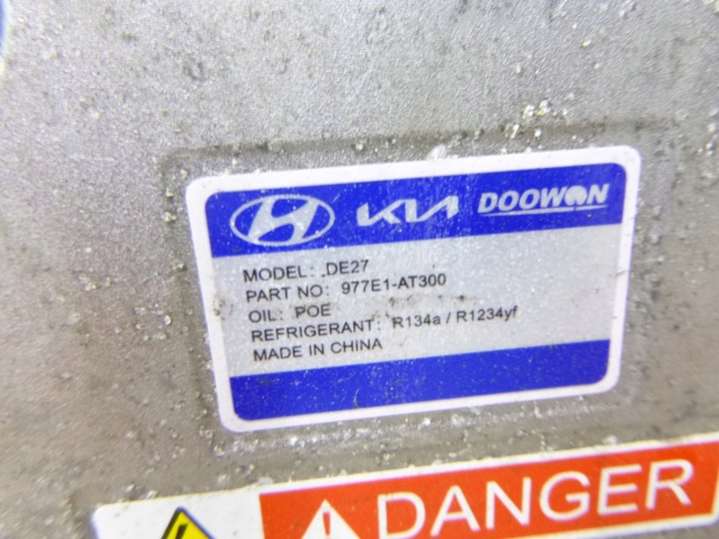 KIA DOOWON
MODEL: DE27
PART NO: 977E1-AT300
OIL: POE
REFRIGERANT: R134a / R1234yf
MADE IN CHINA
DANGER